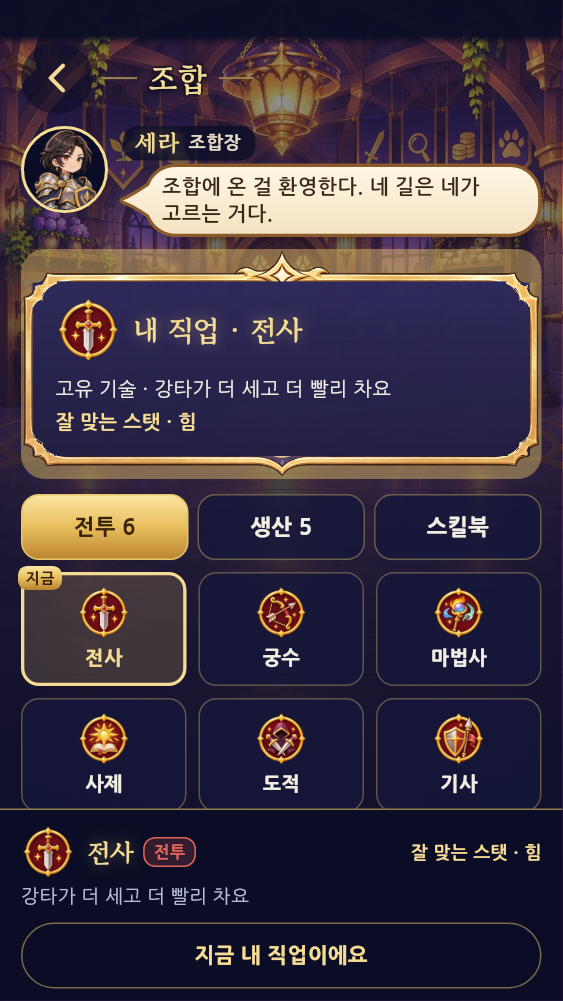 조합
세라 조합장
조합에 온 걸 환영한다. 네 길은 네가
고르는 거다.
내 직업 · 전사
고유 기술 · 강타가 더 세고 더 빨리 차요
잘 맞는 스탯 · 힘
전투 6
생산 5
스킬북
지금
전사
궁수
마법사
사제
도적
기사
전사 전투
잘 맞는 스탯 · 힘
강타가 더 세고 더 빨리 차요
지금 내 직업이에요